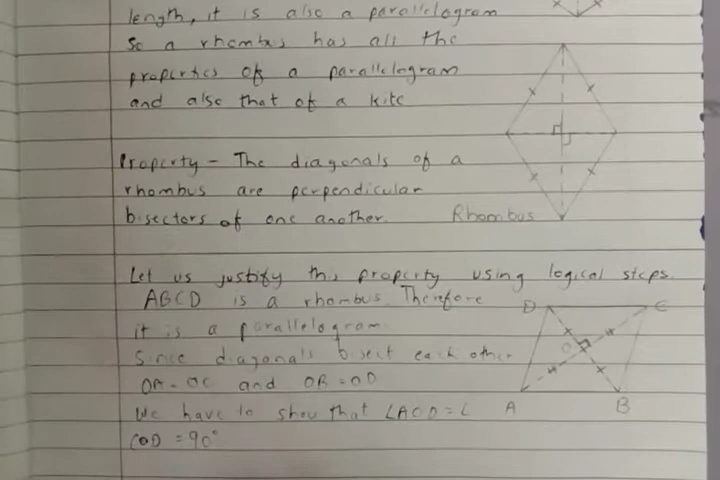 length, it is also a parallelogram
So a rhombus has all the
properties of a parallelogram
and also that of a kite
Property - The diagonals of a
rhombus are perpendicular
bisectors of one another.
Rhombus
Let us justify this property using logical steps.
ABCD is a rhombus. Therefore
it is a parallelogram.
Since diagonals bisect each other
OA = OC and OB = OD
We have to show that ∠AOD = ∠
COD = 90°
D C
O
A B